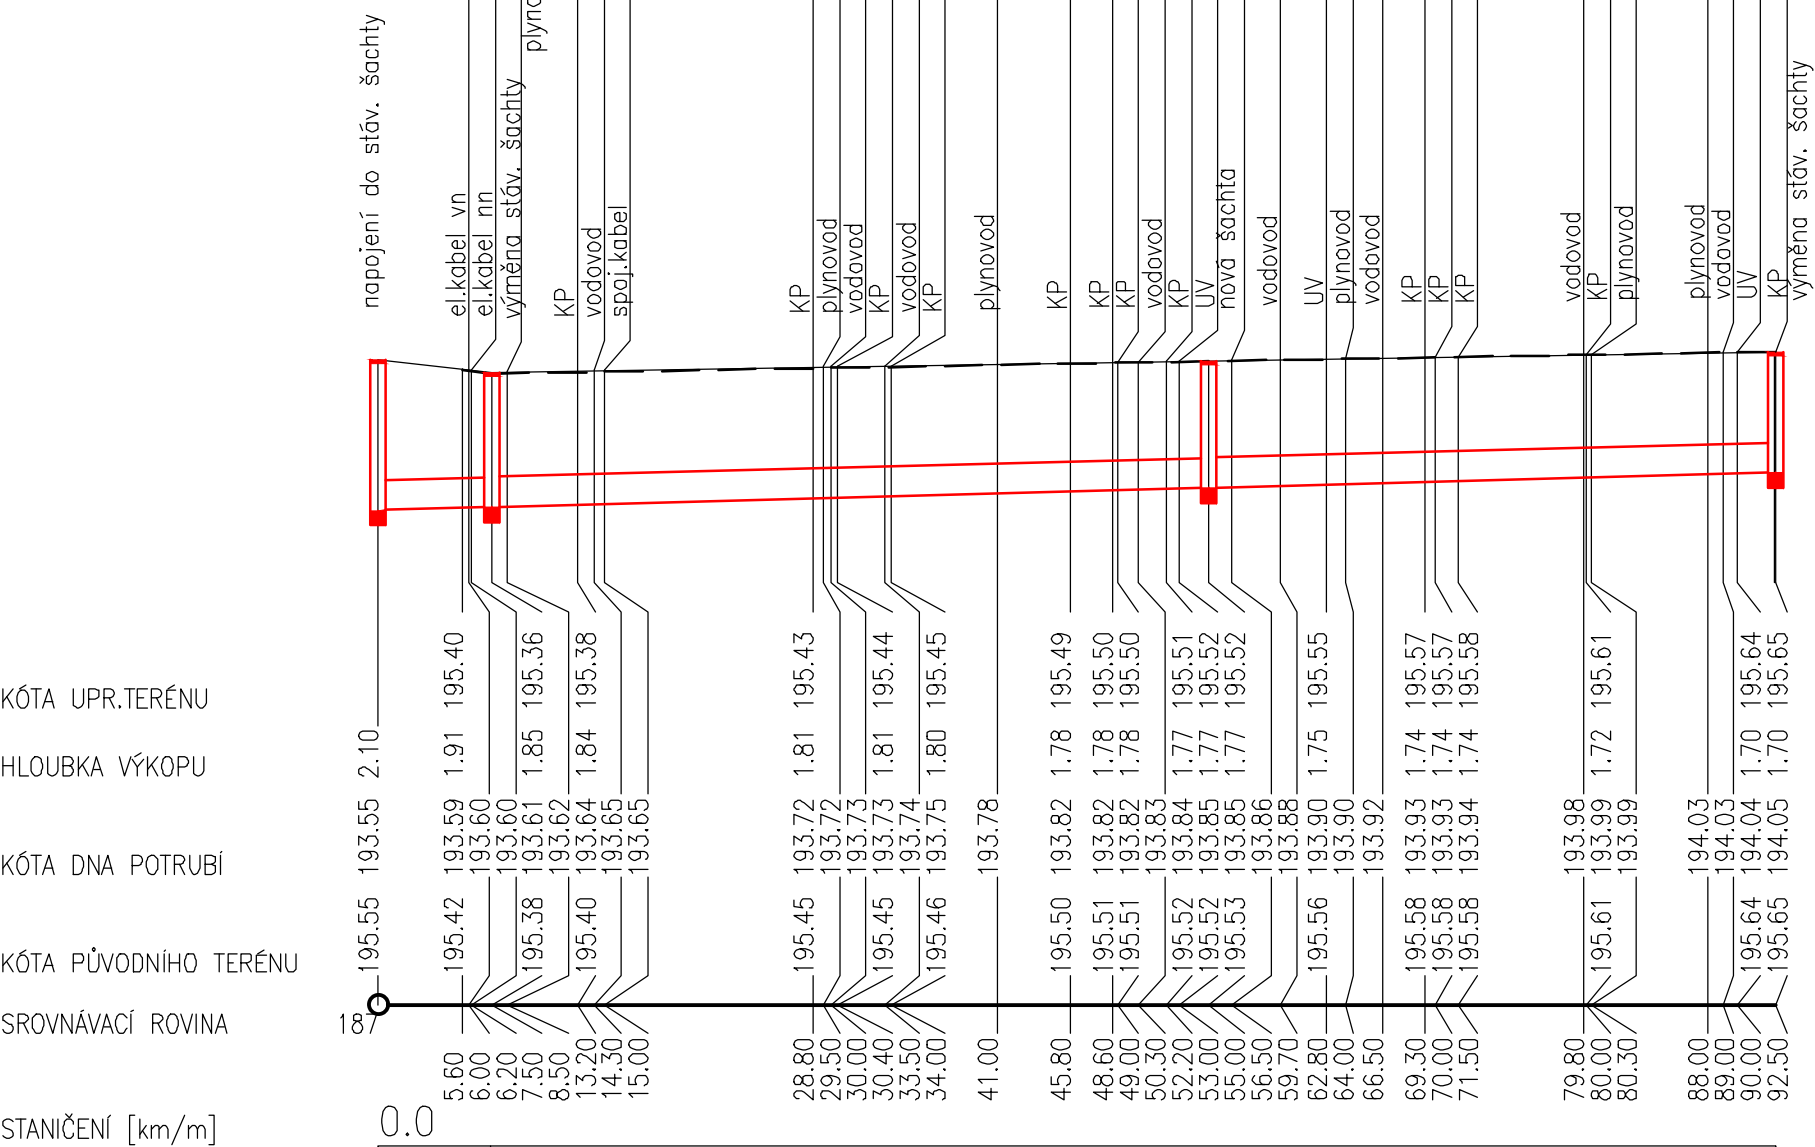 napojení do stáv. šachty
el.kabel vn
el.kabel nn
výměna stáv. šachty
plyno
KP
vodovod
spoj.kabel
KP
plynovod
vodovod
KP
vodovod
KP
plynovod
KP
KP
KP
vodovod
KP
UV
nová šachta
vodovod
UV
plynovod
vodovod
KP
KP
KP
vodovod
KP
plynovod
plynovod
vodovod
UV
KP
výměna stáv. šachty
KÓTA UPR.TERÉNU
195.40 195.36 195.38 195.43 195.44 195.45 195.49 195.50 195.50 195.51 195.52 195.52 195.55 195.57 195.57 195.58 195.61 195.64 195.65
HLOUBKA VÝKOPU
2.10 1.91 1.85 1.84 1.81 1.81 1.80 1.78 1.78 1.78 1.77 1.77 1.77 1.75 1.74 1.74 1.74 1.72 1.70 1.70
KÓTA DNA POTRUBÍ
193.55 193.59 193.60 193.60 193.61 193.62 193.64 193.65 193.65 193.72 193.72 193.73 193.73 193.74 193.75 193.78 193.82 193.82 193.82 193.83 193.84 193.85 193.85 193.86 193.88 193.90 193.90 193.92 193.93 193.93 193.94 193.98 193.99 193.99 194.03 194.03 194.04 194.05
KÓTA PŮVODNÍHO TERÉNU
195.55 195.42 195.38 195.40 195.45 195.45 195.46 195.50 195.51 195.51 195.52 195.52 195.53 195.56 195.58 195.58 195.58 195.61 195.64 195.65
SROVNÁVACÍ ROVINA
18
5.60 6.00 6.20 7.50 8.50 13.20 14.30 15.00 28.80 29.50 30.00 30.40 33.50 34.00 41.00 45.80 48.60 49.00 50.30 52.20 53.00 55.00 56.50 59.70 62.80 64.00 66.50 69.30 70.00 71.50 79.80 80.00 80.30 88.00 89.00 90.00 92.50
STANIČENÍ [km/m]
0.0